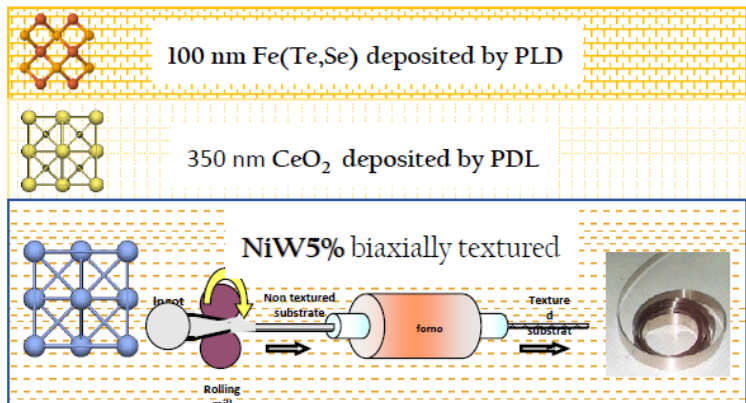 100 nm Fe(Te,Se) deposited by PLD
350 nm CeO₂ deposited by PDL
NiW5% biaxially textured
Ingot
Non textured
substrate
forno
Texture
d
substrat
Rolling
mill